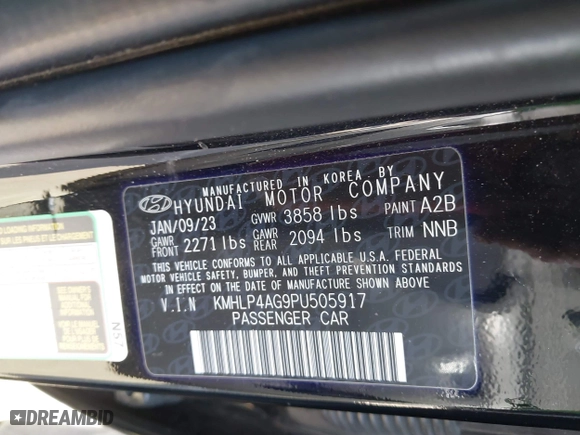 MANUFACTURED IN KOREA BY
HYUNDAI MOTOR COMPANY
JAN/09/23 GVWR 3858 lbs PAINT A2B
GAWR FRONT 2271 lbs GAWR REAR 2094 lbs TRIM NNB
THIS VEHICLE CONFORMS TO ALL APPLICABLE U.S.A. FEDERAL
MOTOR VEHICLE SAFETY, BUMPER, AND THEFT PREVENTION STANDARDS
IN EFFECT ON THE DATE OF MANUFACTURE SHOWN ABOVE
V.I.N KMHLP4AG9PU505917
PASSENGER CAR
N57
DREAMBID